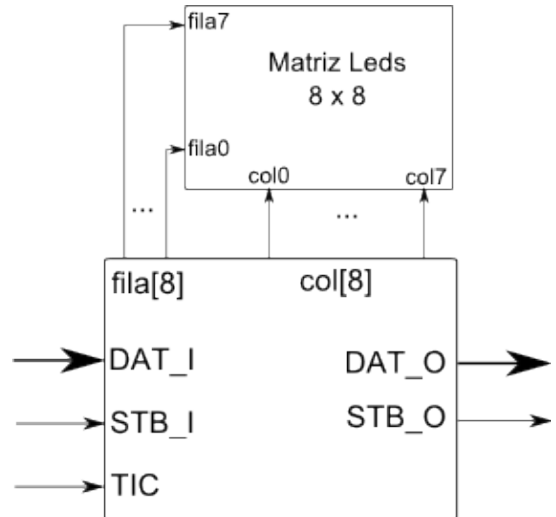 fila7
Matriz Leds
8 x 8
fila0
col0
col7
...
...
fila[8]
col[8]
DAT_I
DAT_O
STB_I
STB_O
TIC